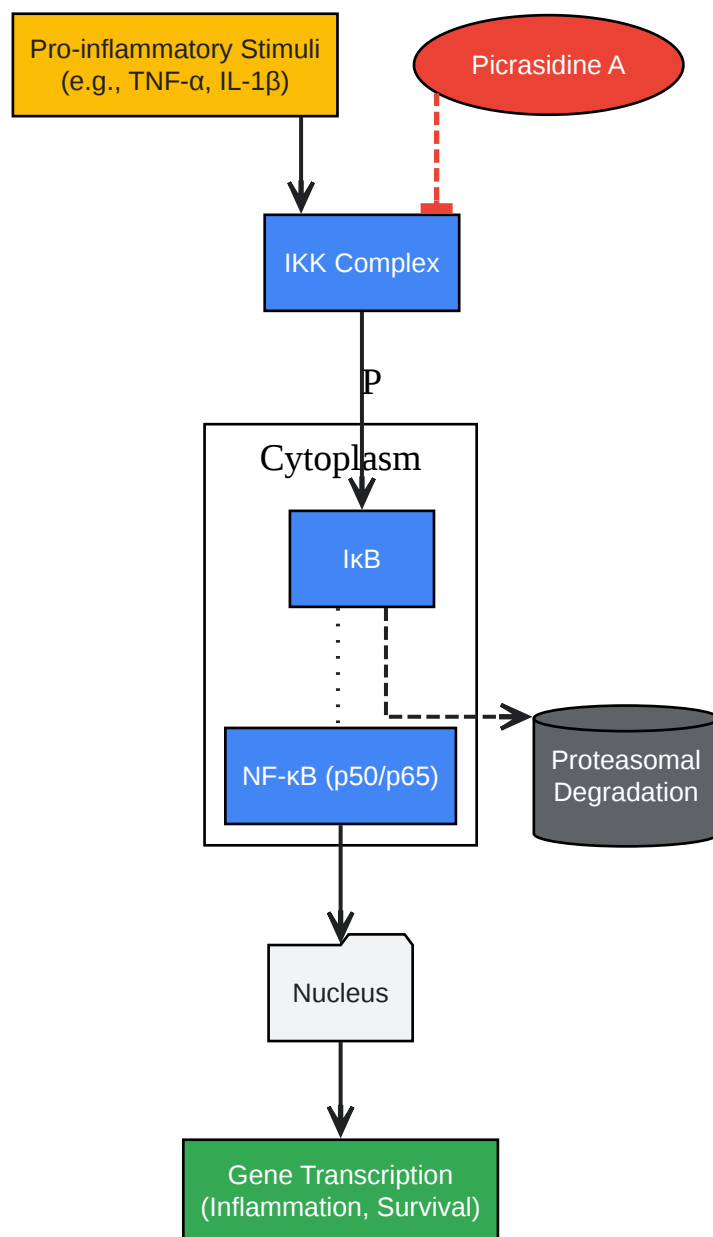 Pro-inflammatory Stimuli
(e.g., TNF-α, IL-1β)
Picrasidine A
IKK Complex
P
Cytoplasm
IκB
NF-κB (p50/p65)
Proteasomal
Degradation
Nucleus
Gene Transcription
(Inflammation, Survival)